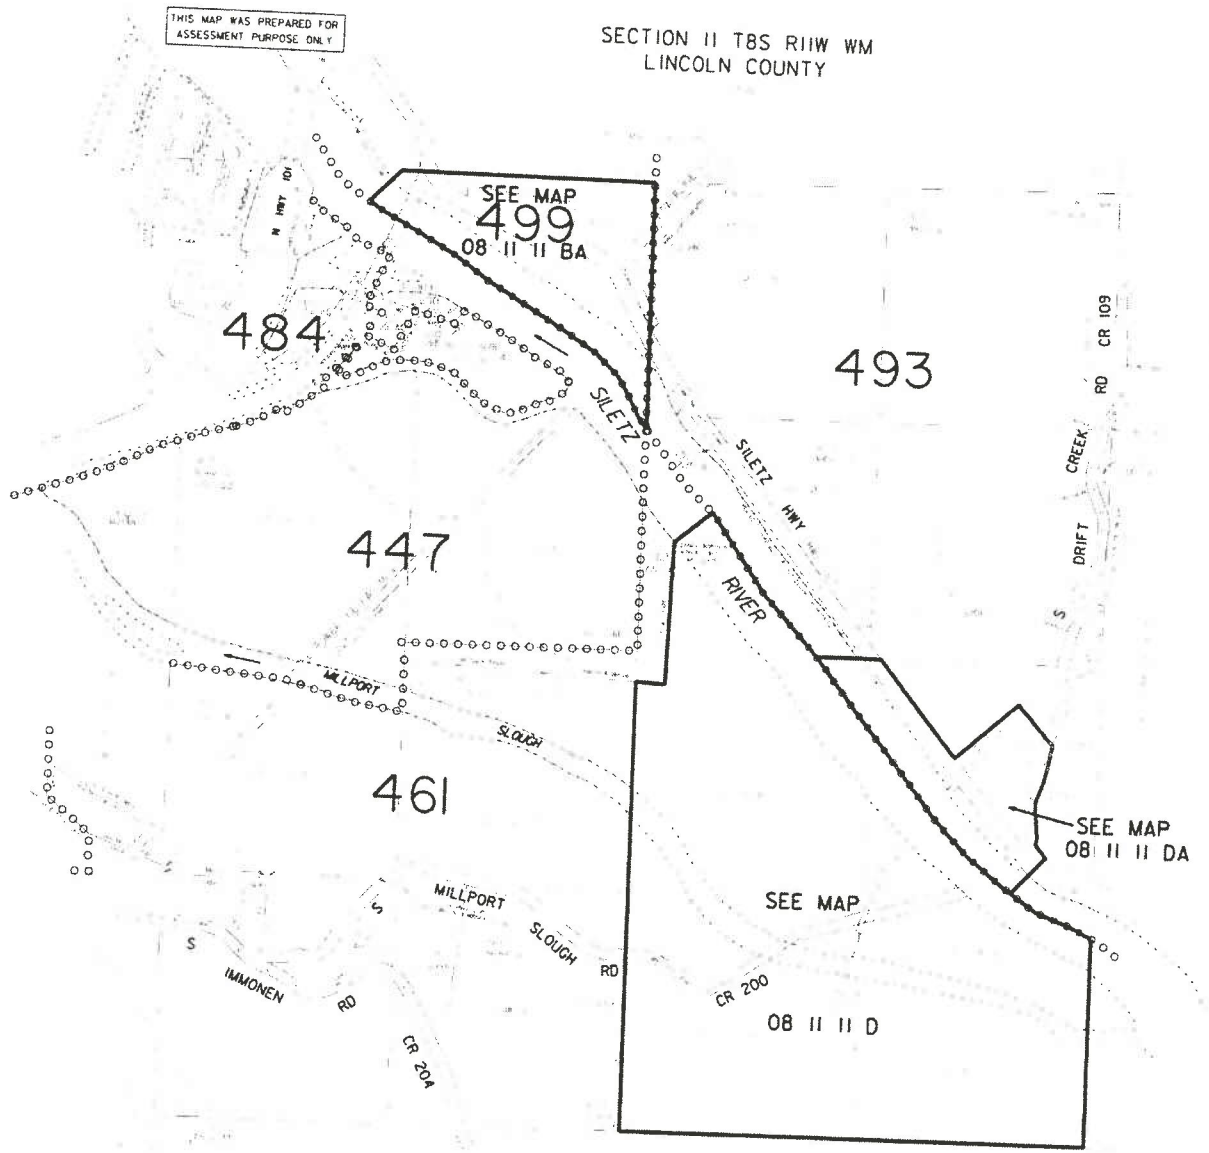 THIS MAP WAS PREPARED FOR
ASSESSMENT PURPOSE ONLY
SECTION 11 T8S R11W WM
LINCOLN COUNTY
N HWY 101
SEE MAP
499
08 11 11 BA
484
493
RD CR 109
SILETZ
SILETZ HWY
DRIFT CREEK
447
RIVER
S
MILLPORT
SLOUGH
461
SEE MAP
08 11 11 DA
SEE MAP
MILLPORT
SLOUGH
RD
CR 200
S
S
IMMONEN
RD
CR 204
08 11 11 D